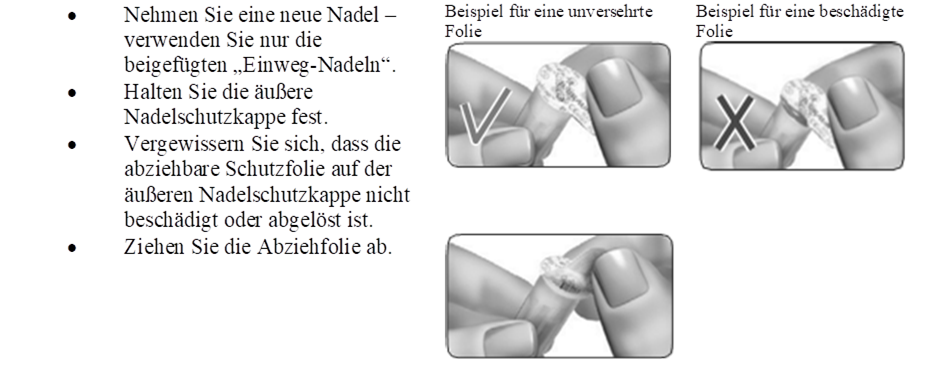 • Nehmen Sie eine neue Nadel –
verwenden Sie nur die
beigefügten „Einweg-Nadeln“.
• Halten Sie die äußere
Nadelschutzkappe fest.
• Vergewissern Sie sich, dass die
abziehbare Schutzfolie auf der
äußeren Nadelschutzkappe nicht
beschädigt oder abgelöst ist.
• Ziehen Sie die Abziehfolie ab.
Beispiel für eine unversehrte
Folie
Beispiel für eine beschädigte
Folie